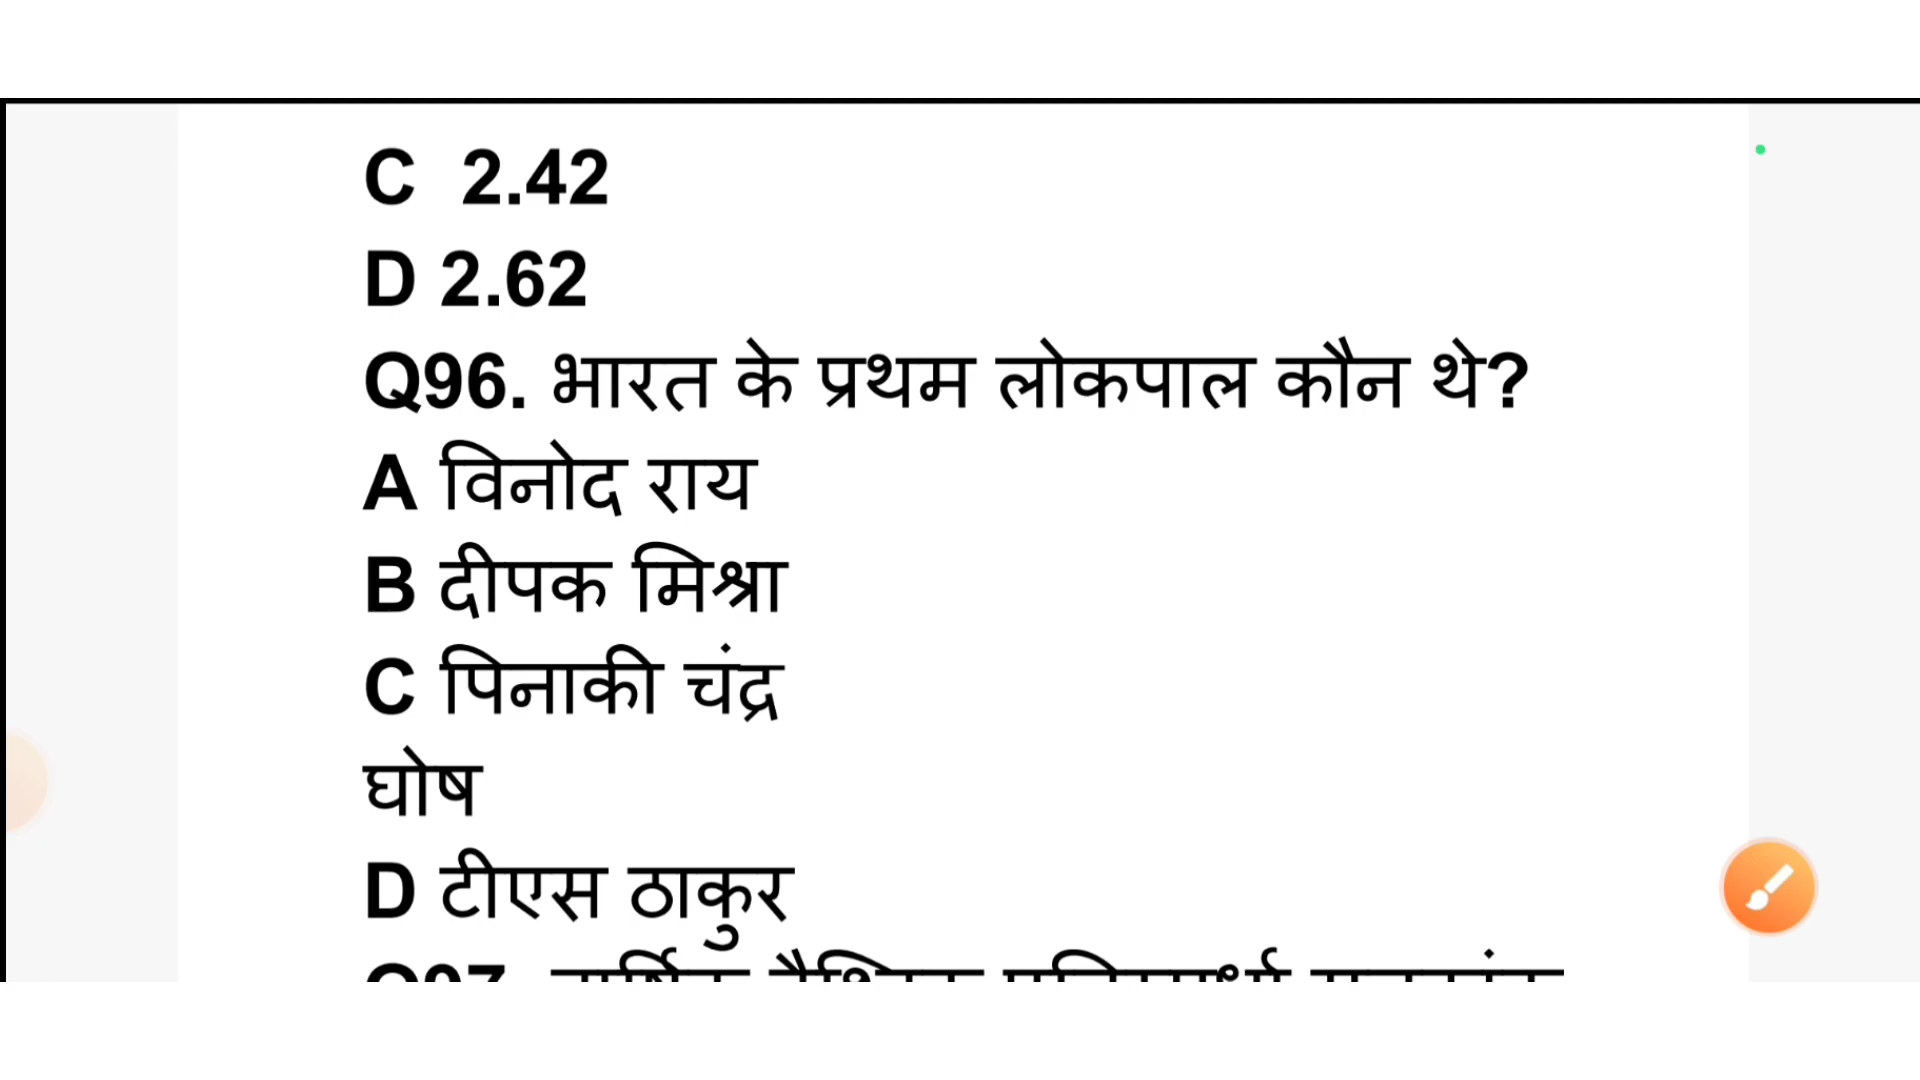 C 2.42
D 2.62
Q96. भारत के प्रथम लोकपाल कौन थे?
A विनोद राय
B दीपक मिश्रा
C पिनाकी चंद्र
घोष
D टीएस ठाकुर